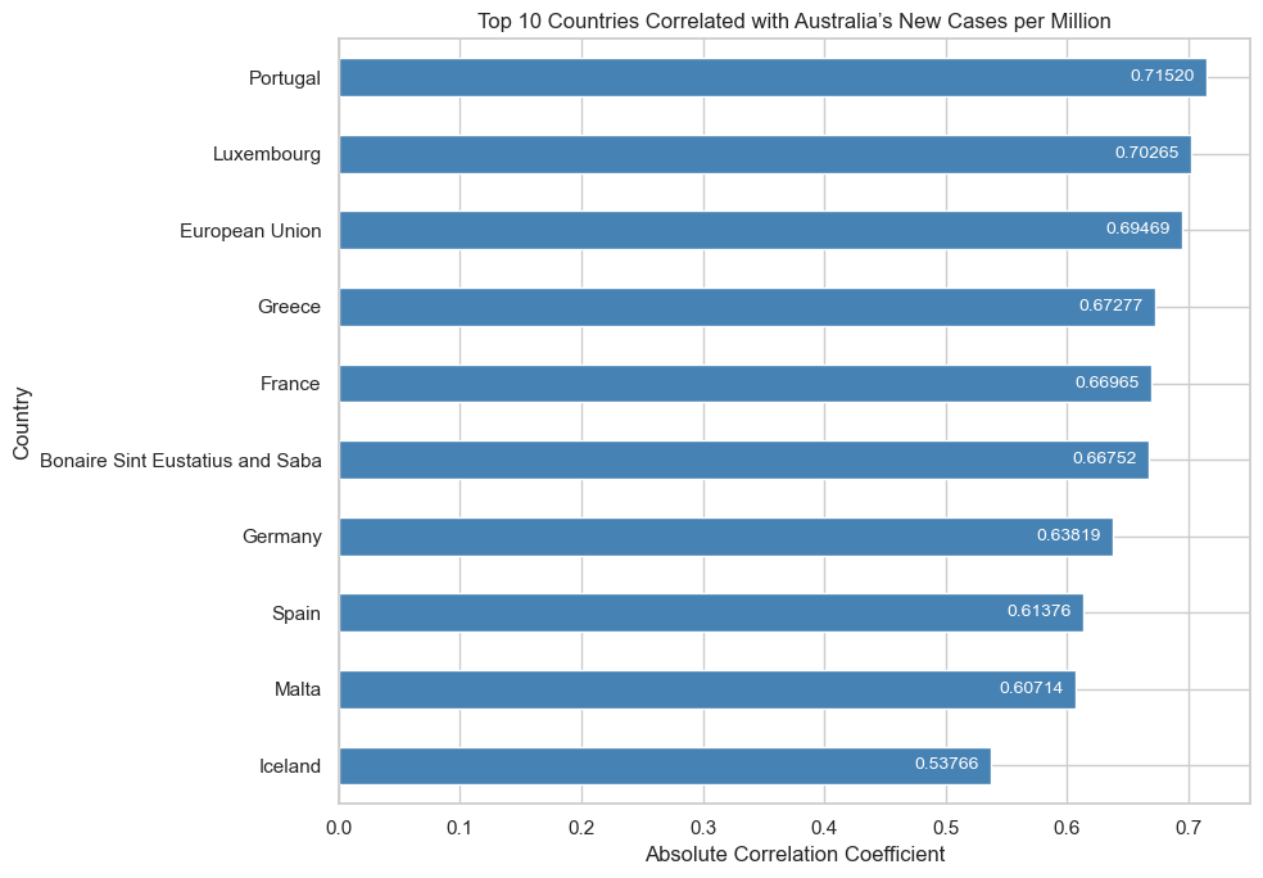 Top 10 Countries Correlated with Australia’s New Cases per Million
Portugal
0.71520
Luxembourg
0.70265
European Union
0.69469
Greece
0.67277
France
0.66965
Bonaire Sint Eustatius and Saba
0.66752
Germany
0.63819
Spain
0.61376
Malta
0.60714
Iceland
0.53766
Country
0.0 0.1 0.2 0.3 0.4 0.5 0.6 0.7
Absolute Correlation Coefficient